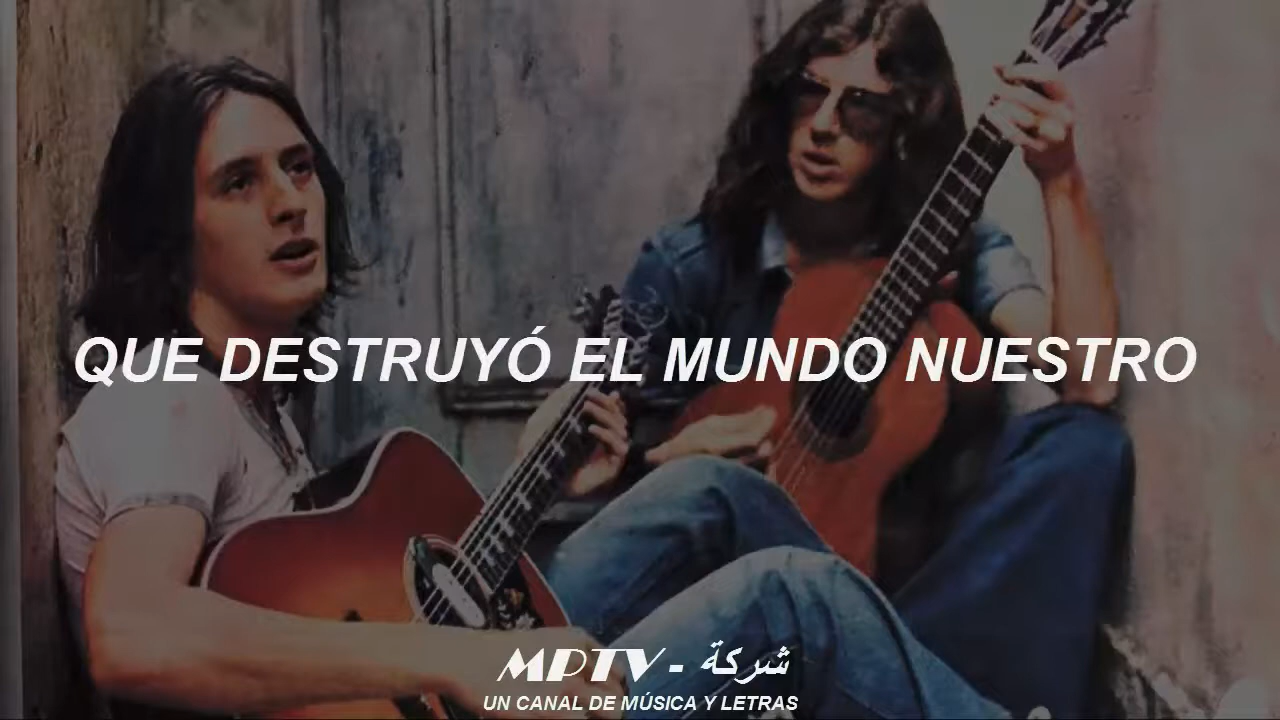 QUE DESTRUYÓ EL MUNDO NUESTRO
MPTV - شركة
UN CANAL DE MÚSICA Y LETRAS